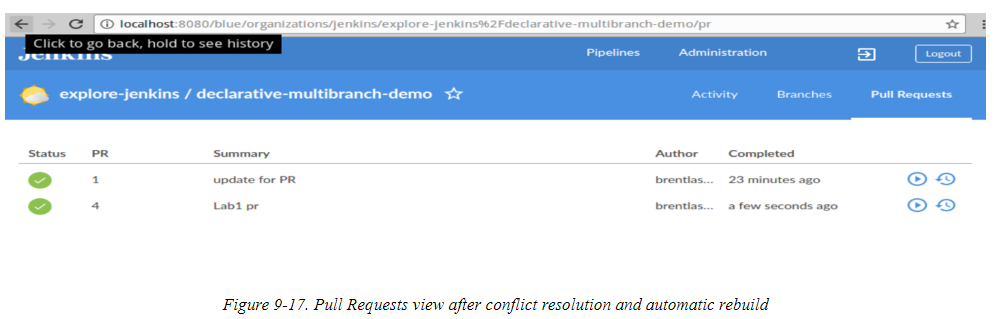 localhost:8080/blue/organizations/jenkins/explore-jenkins%2Fdeclarative-multibranch-demo/pr
Click to go back, hold to see history
Jenkins Pipelines Administration Logout
explore-jenkins / declarative-multibranch-demo Activity Branches Pull Requests
Status PR Summary Author Completed
1 update for PR brentlas... 23 minutes ago
4 Lab1 pr brentlas... a few seconds ago
Figure 9-17. Pull Requests view after conflict resolution and automatic rebuild